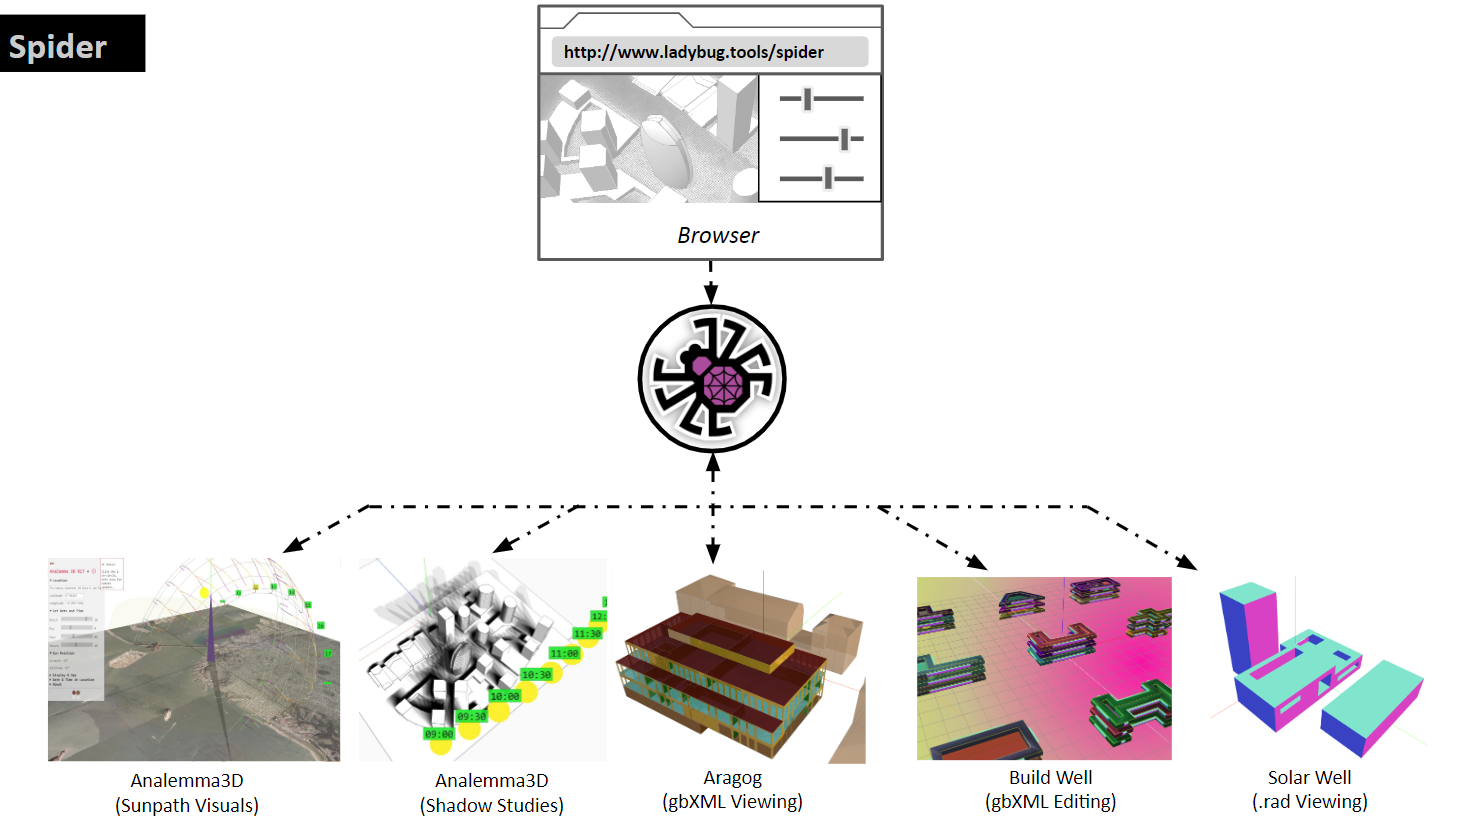 Spider
http://www.ladybug.tools/spider
Browser
12:
11:30
11:00
10:30
10:00
09:30
09:00
Analemma3D
(Sunpath Visuals)
Analemma3D
(Shadow Studies)
Aragog
(gbXML Viewing)
Build Well
(gbXML Editing)
Solar Well
(.rad Viewing)